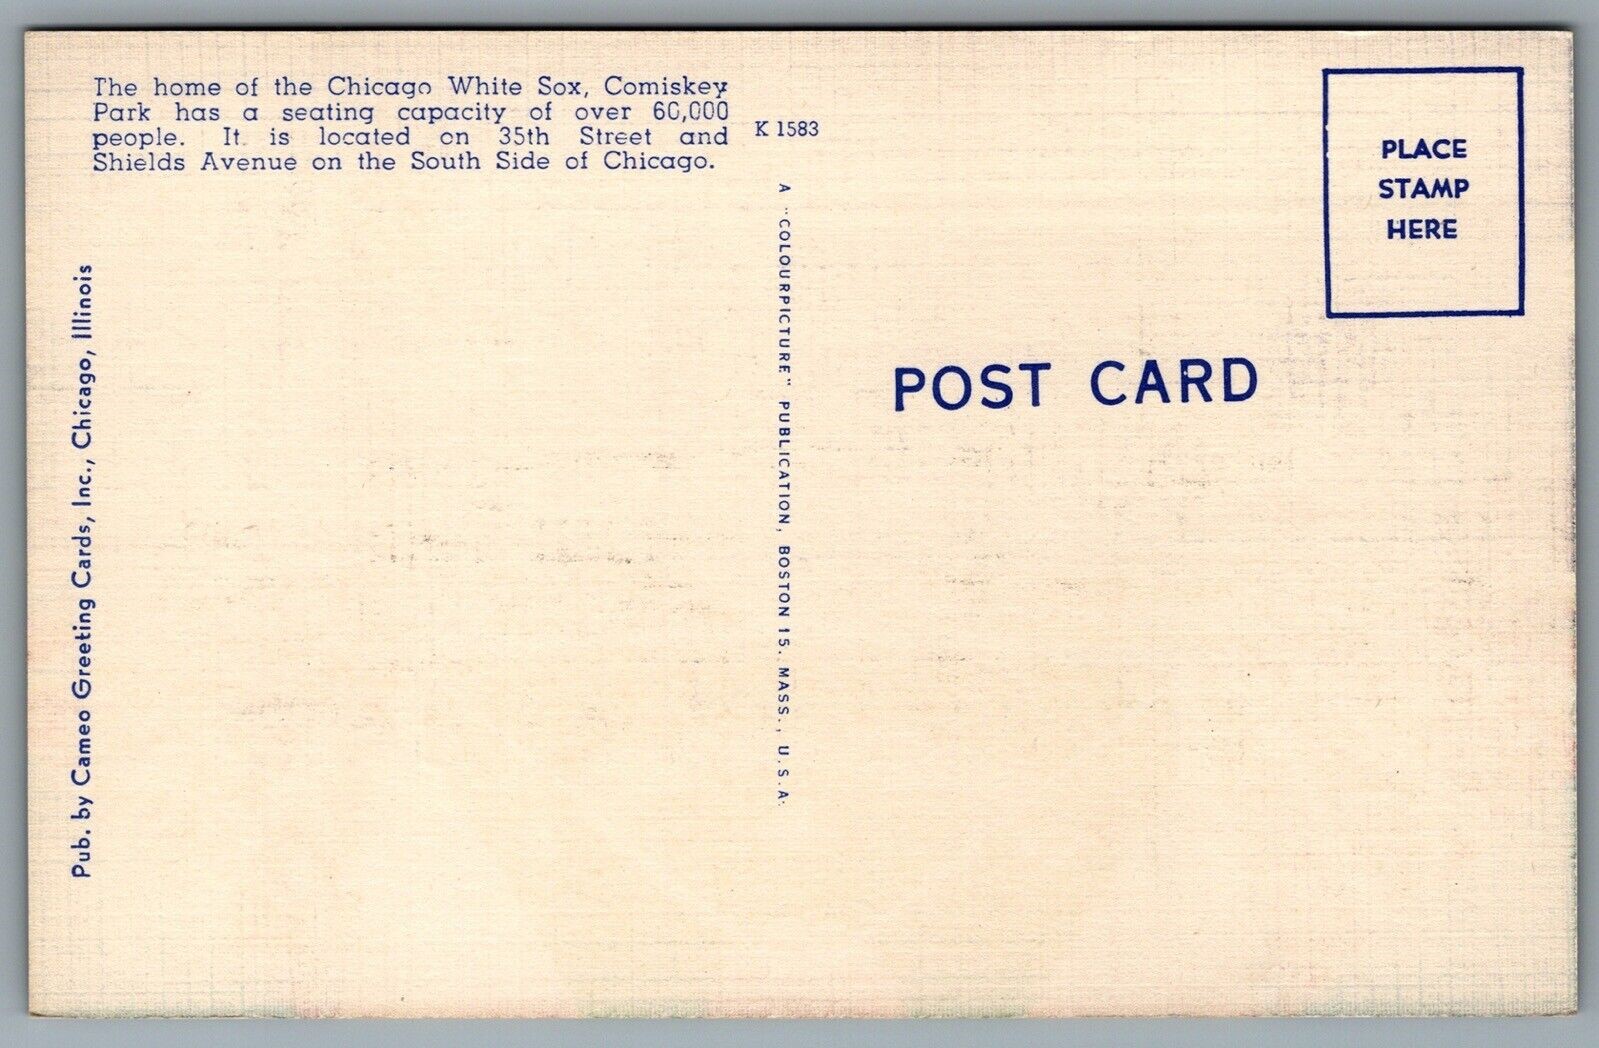 The home of the Chicago White Sox, Comiskey
Park has a seating capacity of over 60,000
people. It is located on 35th Street and
Shields Avenue on the South Side of Chicago.
K 1583
PLACE
STAMP
HERE
POST CARD
A "COLOURPICTURE" PUBLICATION, BOSTON 15. MASS., U.S.A.
Pub. by Cameo Greeting Cards, Inc., Chicago, Illinois